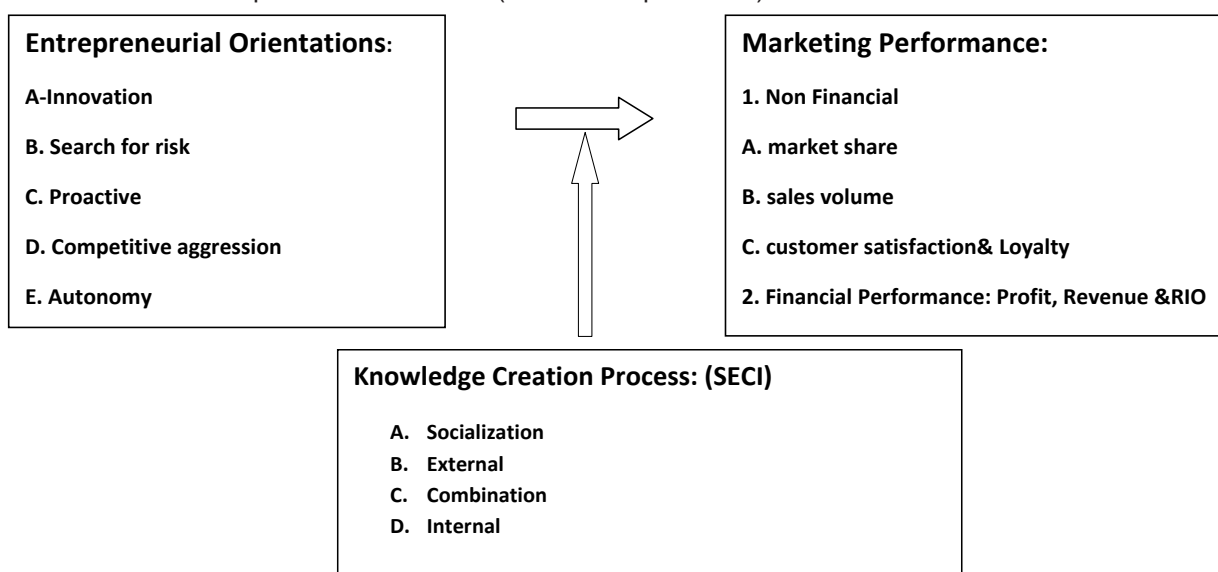 Entrepreneurial Orientations:
A-Innovation
B. Search for risk
C. Proactive
D. Competitive aggression
E. Autonomy
Marketing Performance:
1. Non Financial
A. market share
B. sales volume
C. customer satisfaction& Loyalty
2. Financial Performance: Profit, Revenue &RIO
Knowledge Creation Process: (SECI)
A. Socialization
B. External
C. Combination
D. Internal